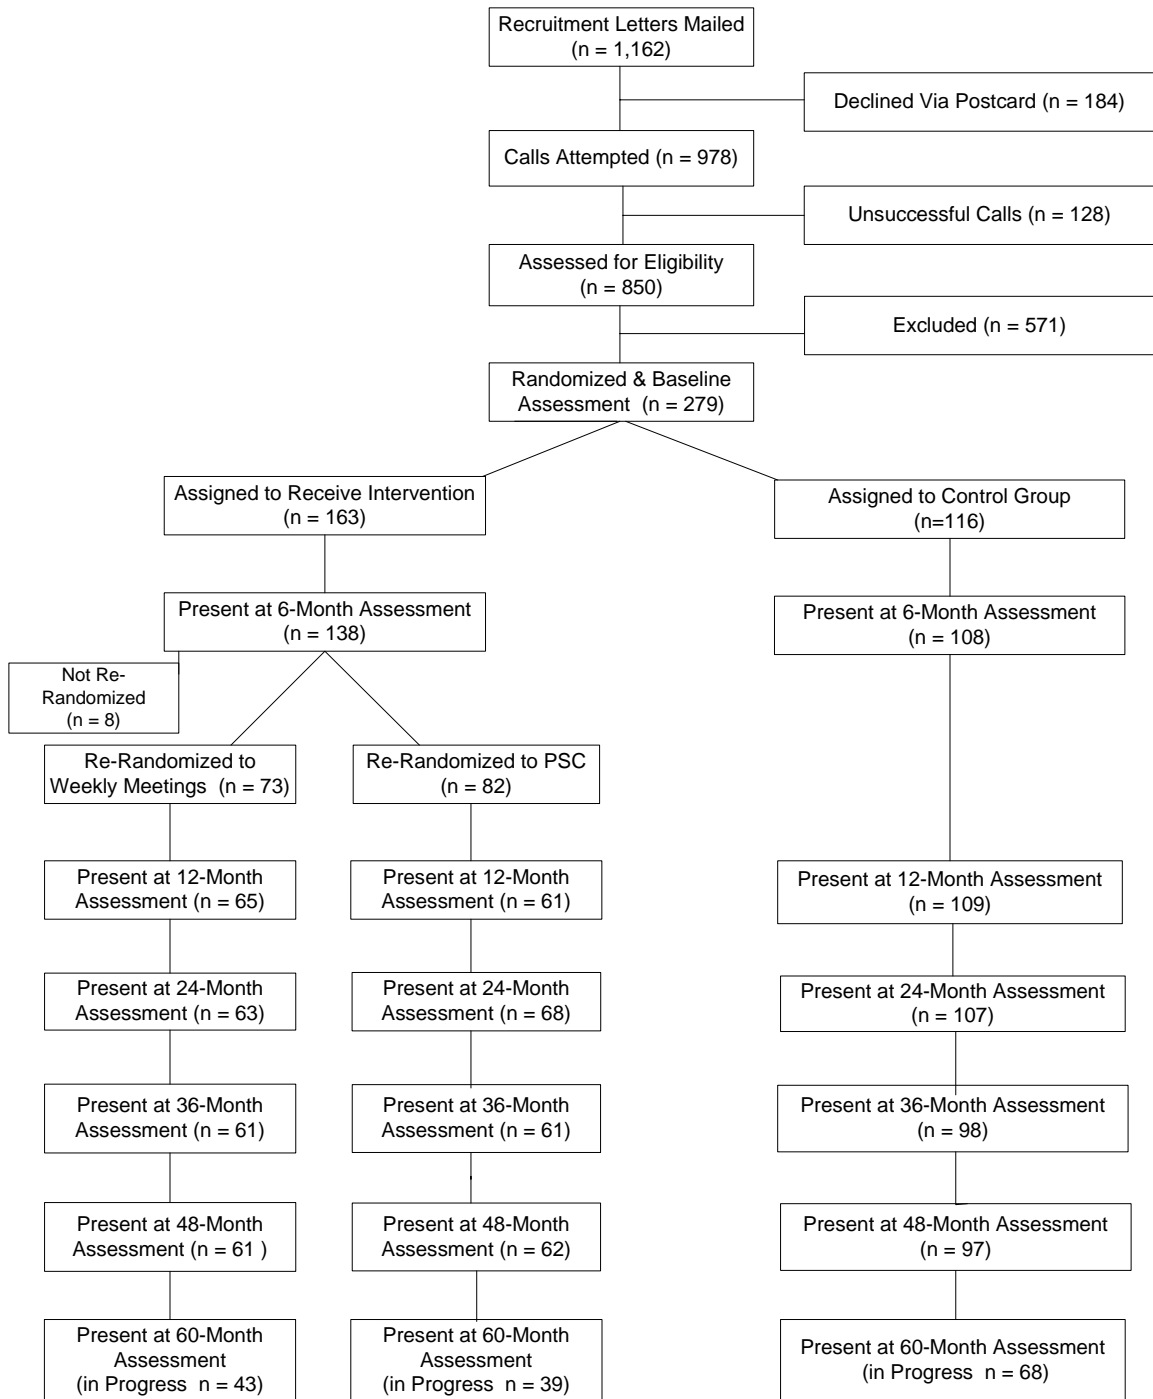 Recruitment Letters Mailed
(n = 1,162)
Declined Via Postcard (n = 184)
Calls Attempted (n = 978)
Unsuccessful Calls (n = 128)
Assessed for Eligibility
(n = 850)
Excluded (n = 571)
Randomized & Baseline
Assessment (n = 279)
Assigned to Receive Intervention
(n = 163)
Assigned to Control Group
(n=116)
Present at 6-Month Assessment
(n = 138)
Present at 6-Month Assessment
(n = 108)
Not Re-
Randomized
(n = 8)
Re-Randomized to
Weekly Meetings (n = 73)
Re-Randomized to PSC
(n = 82)
Present at 12-Month
Assessment (n = 65)
Present at 12-Month
Assessment (n = 61)
Present at 12-Month Assessment
(n = 109)
Present at 24-Month
Assessment (n = 63)
Present at 24-Month
Assessment (n = 68)
Present at 24-Month Assessment
(n = 107)
Present at 36-Month
Assessment (n = 61)
Present at 36-Month
Assessment (n = 61)
Present at 36-Month Assessment
(n = 98)
Present at 48-Month
Assessment (n = 61 )
Present at 48-Month
Assessment (n = 62)
Present at 48-Month Assessment
(n = 97)
Present at 60-Month
Assessment
(in Progress n = 43)
Present at 60-Month
Assessment
(in Progress n = 39)
Present at 60-Month Assessment
(in Progress n = 68)